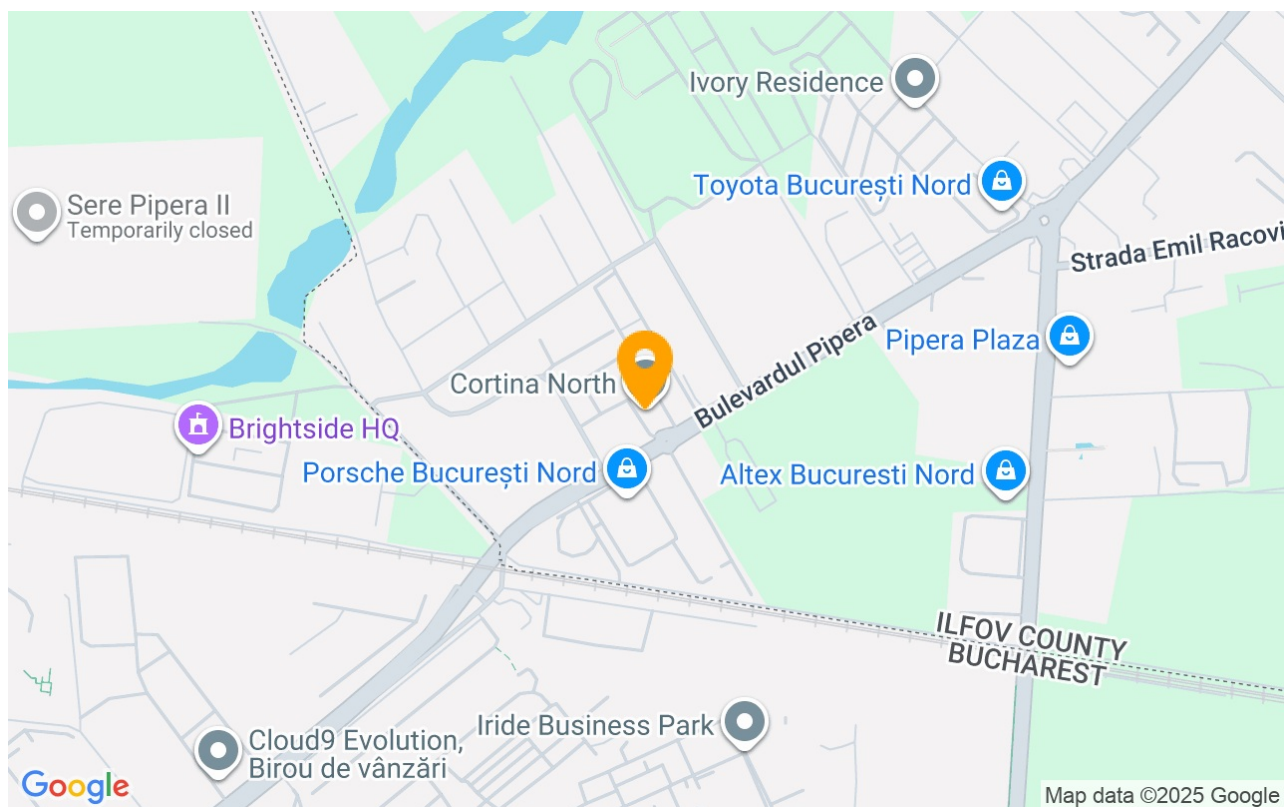 Ivory Residence
Sere Pipera II
Temporarily closed
Toyota București Nord
Strada Emil Racovi
Bulevardul Pipera
Pipera Plaza
Cortina North
Brightside HQ
Porsche București Nord
Altex Bucuresti Nord
ILFOV COUNTY
BUCHAREST
Iride Business Park
Cloud9 Evolution,
Birou de vânzări
Google
Map data ©2025 Google